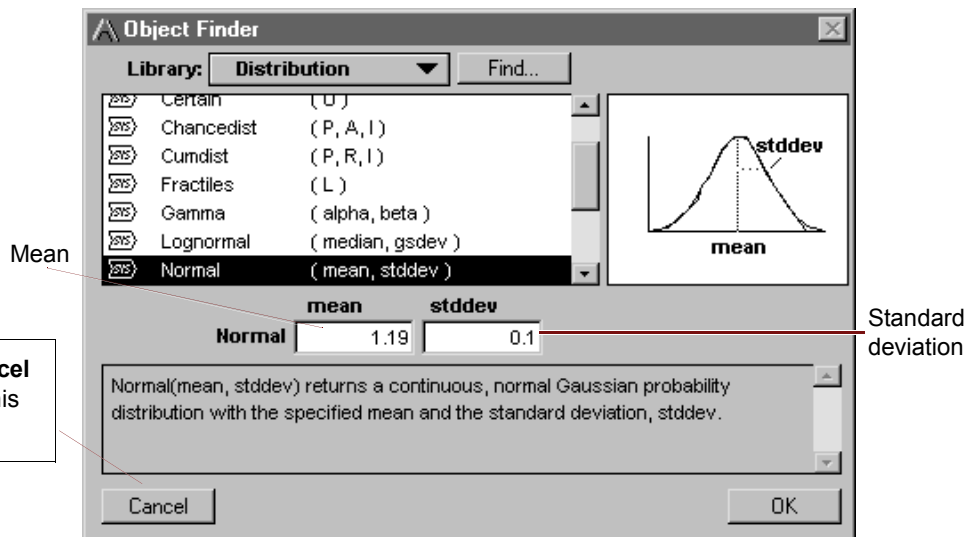 Object Finder
Library: Distribution Find...
Certain ( U )
Chancedist ( P, A, I )
Cumdist ( P, R, I )
Fractiles ( L )
Gamma ( alpha, beta )
Lognormal ( median, gsdev )
Normal ( mean, stddev )
stddev
mean
Mean
mean stddev
Normal 1.19 0.1
Standard
deviation
Normal(mean, stddev) returns a continuous, normal Gaussian probability
distribution with the specified mean and the standard deviation, stddev.
Cancel OK